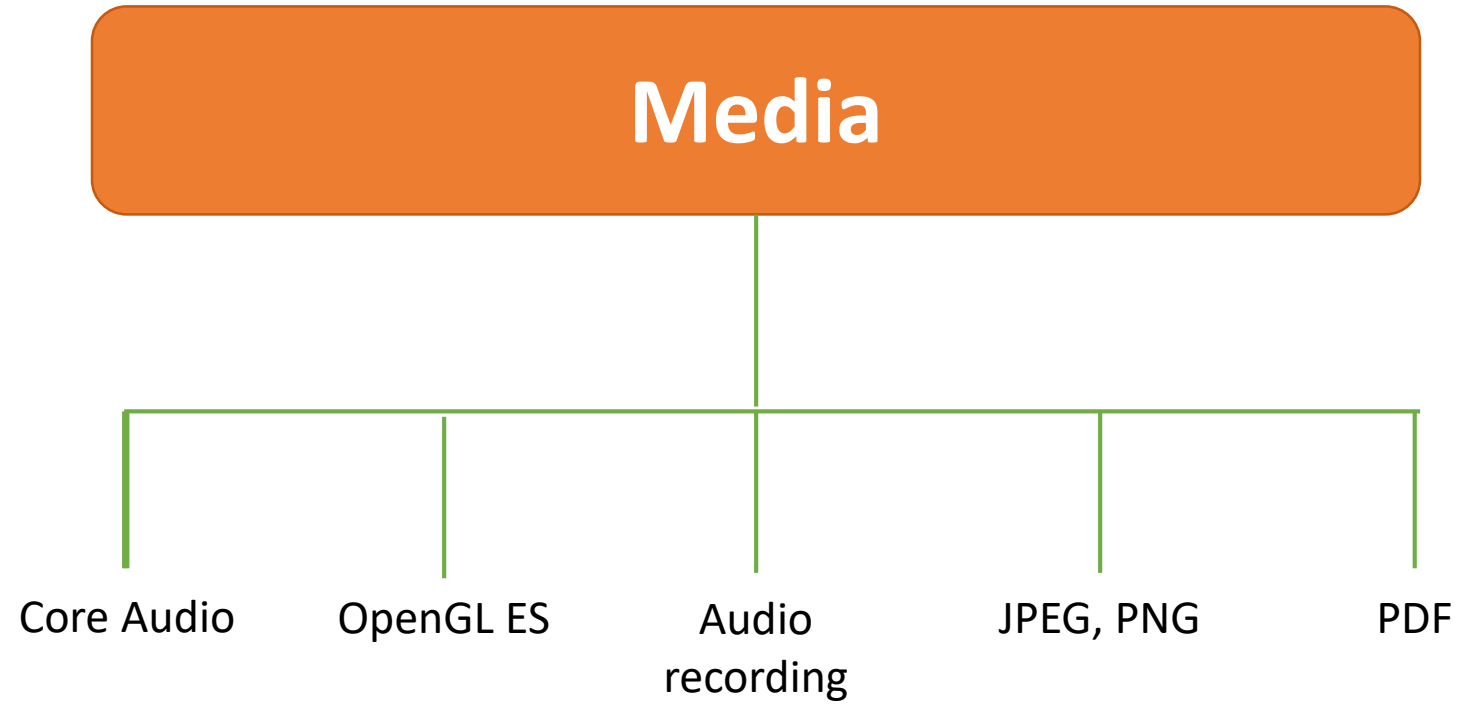 Media
Core Audio
OpenGL ES
Audio
recording
JPEG, PNG
PDF